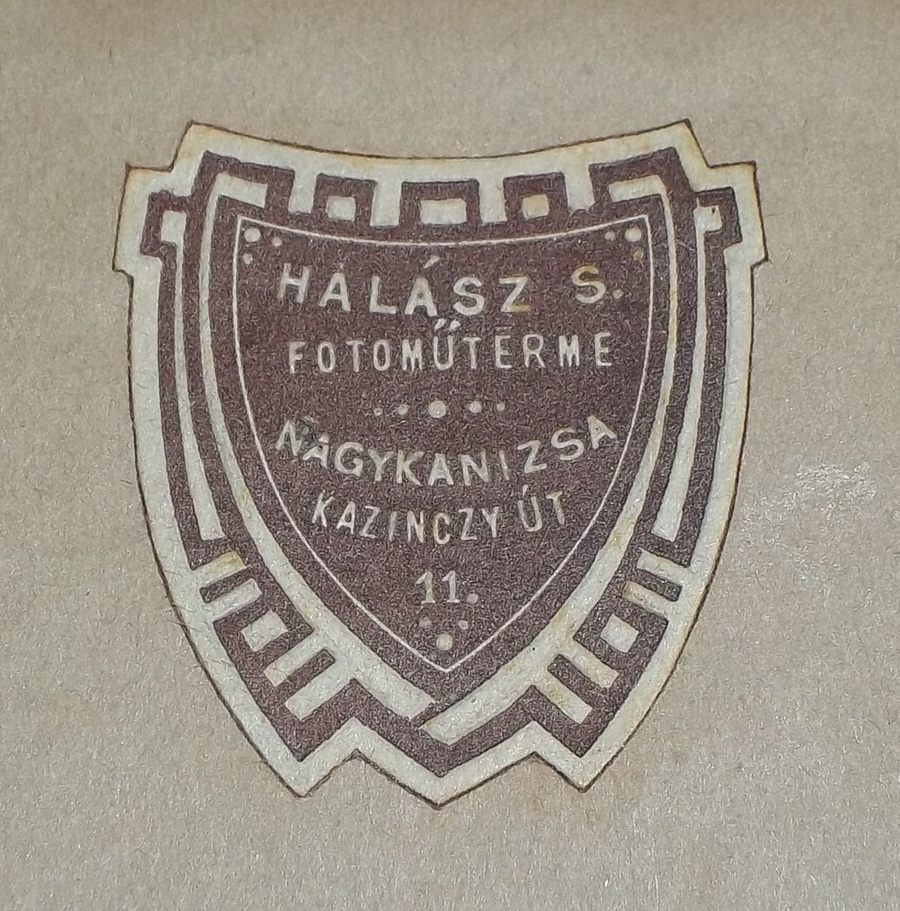 HALÁSZ S.
FOTOMŰTERME
NAGYKANIZSA
KAZINCZY ÚT
11.